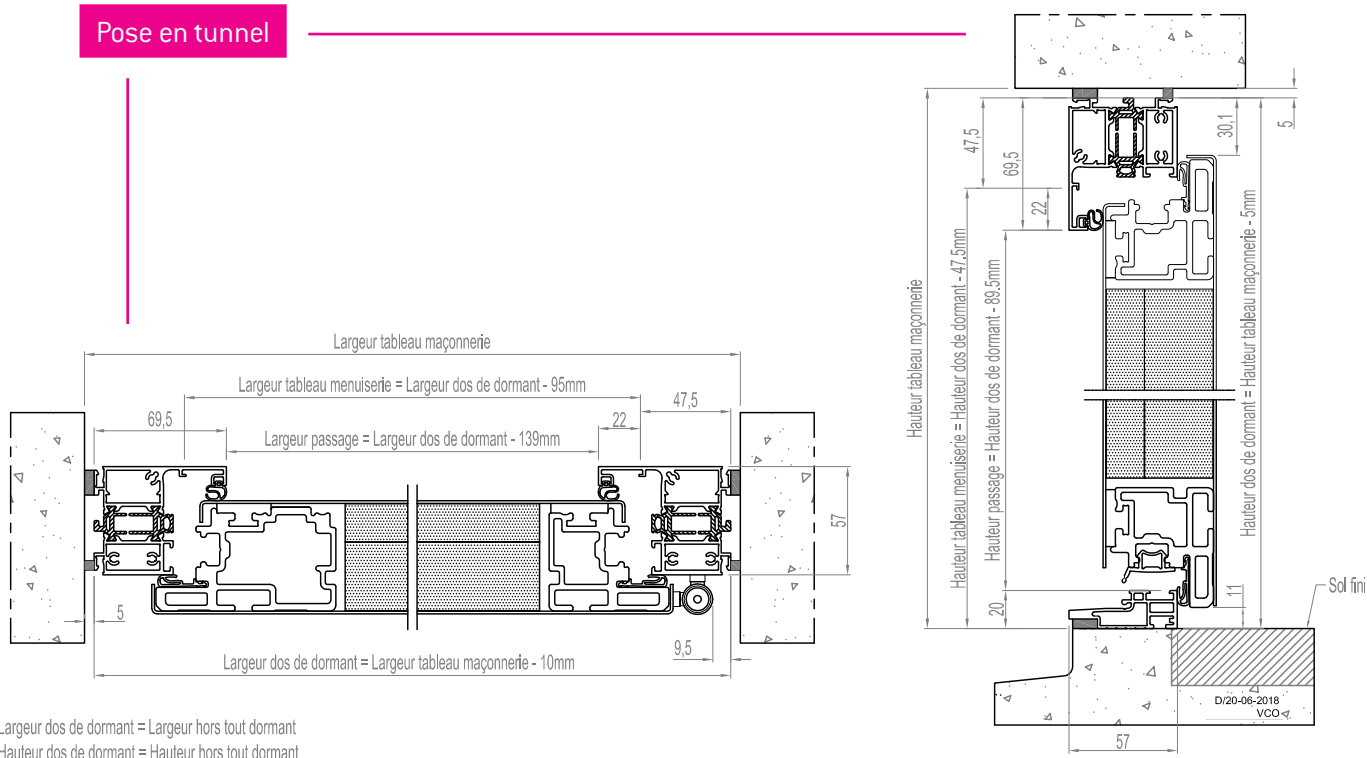 Pose en tunnel
Largeur tableau maçonnerie
Largeur tableau menuiserie = Largeur dos de dormant - 95mm
47,5
69,5
22
Largeur passage = Largeur dos de dormant - 139mm
57
5
9,5
Largeur dos de dormant = Largeur tableau maçonnerie - 10mm
Largeur dos de dormant = Largeur hors tout dormant
Hauteur dos de dormant = Hauteur hors tout dormant
Hauteur tableau maçonnerie
Hauteur tableau menuiserie = Hauteur dos de dormant - 47.5mm
Hauteur passage = Hauteur dos de dormant - 89.5mm
Hauteur dos de dormant = Hauteur tableau maçonnerie - 5mm
47,5
69,5
22
30,1
5
20
11
Sol fini
D/20-06-2018
VCO
57